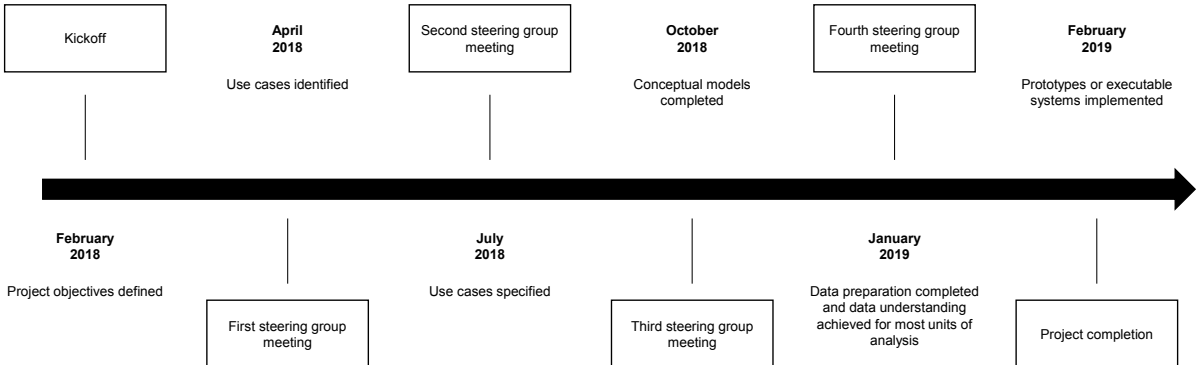 Kickoff
April
2018
Use cases identified
Second steering group
meeting
October
2018
Conceptual models
completed
Fourth steering group
meeting
February
2019
Prototypes or executable
systems implemented
February
2018
Project objectives defined
First steering group
meeting
July
2018
Use cases specified
Third steering group
meeting
January
2019
Data preparation completed
and data understanding
achieved for most units of
analysis
Project completion